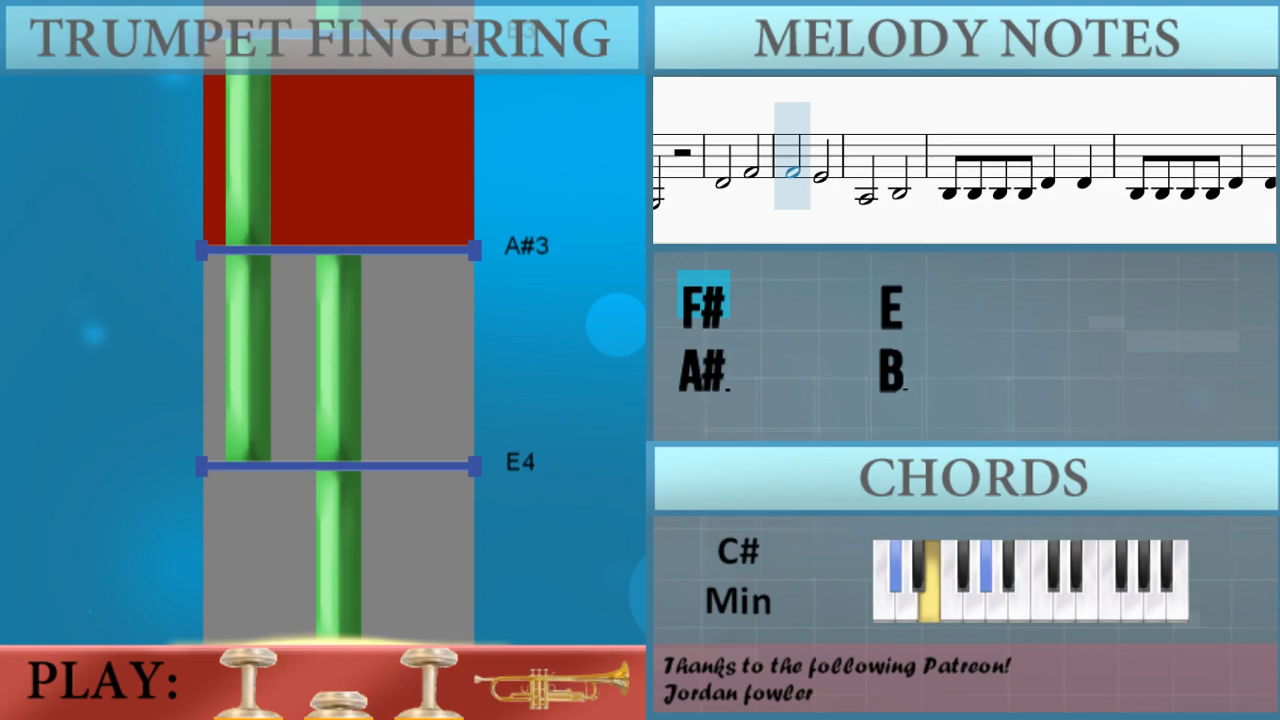 TRUMPET FINGERING
MELODY NOTES
A#3
E4
PLAY:
F# E
A#. B.
CHORDS
C#
Min
Thanks to the following Patreon!
Jordan fowler